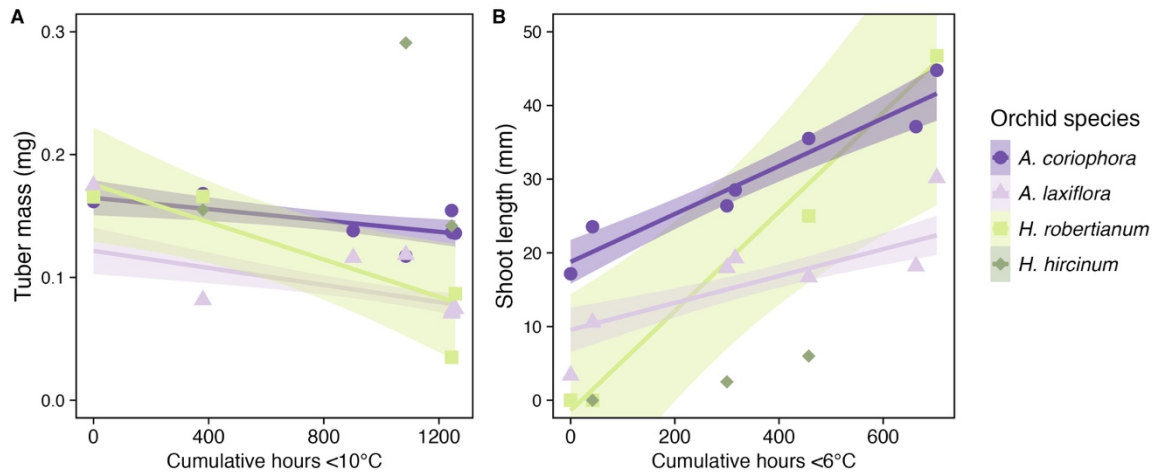 A
Tuber mass (mg)
0.3
0.2
0.1
0.0
0
400
800
1200
Cumulative hours <10°C
B
Shoot length (mm)
50
40
30
20
10
0
0
200
400
600
Cumulative hours <6°C
Orchid species
A. coriophora
A. laxiflora
H. robertianum
H. hircinum